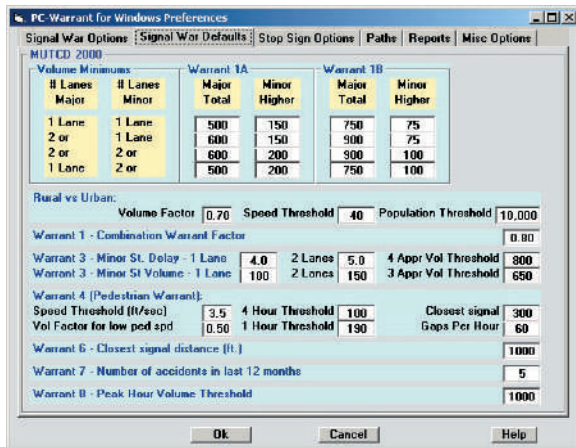 PC-Warrant for Windows Preferences
Signal War Options Signal War Defaults Stop Sign Options Paths Reports Misc Options
MUTCD 2000
Volume Minimums Warrant 1A Warrant 1B
# Lanes # Lanes Major Minor Major Minor
Major Minor Total Higher Total Higher
1 Lane 1 Lane 500 150 750 75
2 or 1 Lane 600 150 900 75
2 or 2 or 600 200 900 100
1 Lane 2 or 500 200 750 100
Rural vs Urban:
Volume Factor 0.70 Speed Threshold 40 Population Threshold 10,000
Warrant 1 - Combination Warrant Factor 0.80
Warrant 3 - Minor St. Delay - 1 Lane 4.0 2 Lanes 5.0 4 Appr Vol Threshold 800
Warrant 3 - Minor St Volume - 1 Lane 100 2 Lanes 150 3 Appr Vol Threshold 650
Warrant 4 (Pedestrian Warrant):
Speed Threshold (ft/sec) 3.5 4 Hour Threshold 100 Closest signal 300
Vol Factor for low ped spd 0.50 1 Hour Threshold 190 Gaps Per Hour 60
Warrant 6 - Closest signal distance (ft.) 1000
Warrant 7 - Number of accidents in last 12 months 5
Warrant 8 - Peak Hour Volume Threshold 1000
Ok Cancel Help